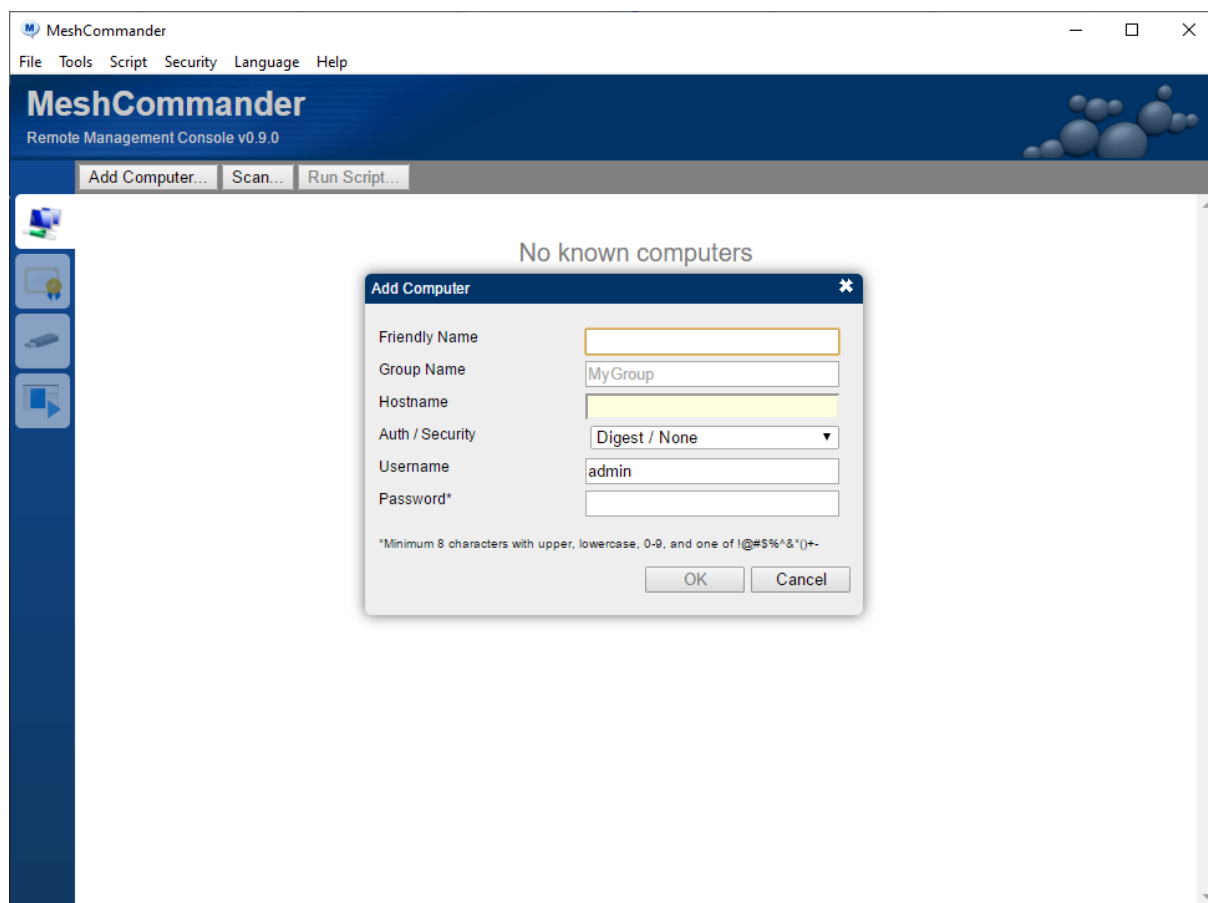 MeshCommander
File Tools Script Security Language Help
MeshCommander
Remote Management Console v0.9.0
Add Computer... Scan... Run Script...
No known computers
Add Computer
Friendly Name
Group Name MyGroup
Hostname
Auth / Security Digest / None
Username admin
Password*
*Minimum 8 characters with upper, lowercase, 0-9, and one of !@#$%^&*()+-
OK Cancel